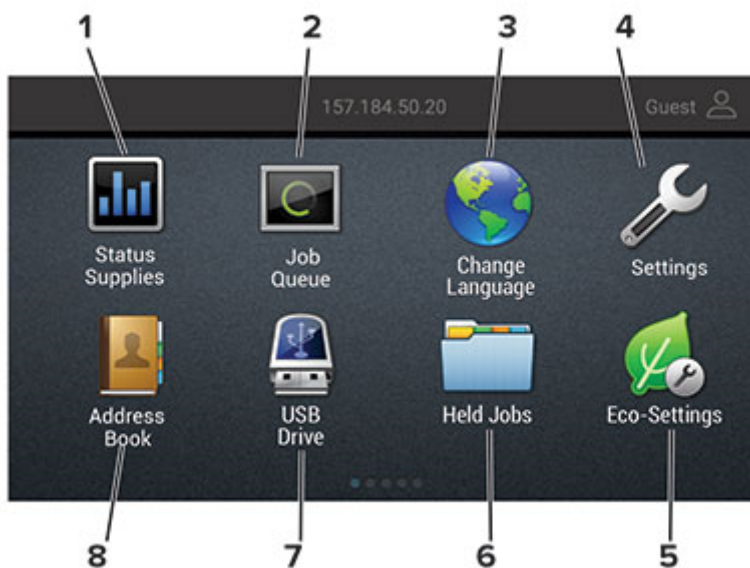 1 2 3 4
157.184.50.20 Guest
Status
Supplies
Job
Queue
Change
Language
Settings
Address
Book
USB
Drive
Held Jobs
Eco-Settings
8 7 6 5